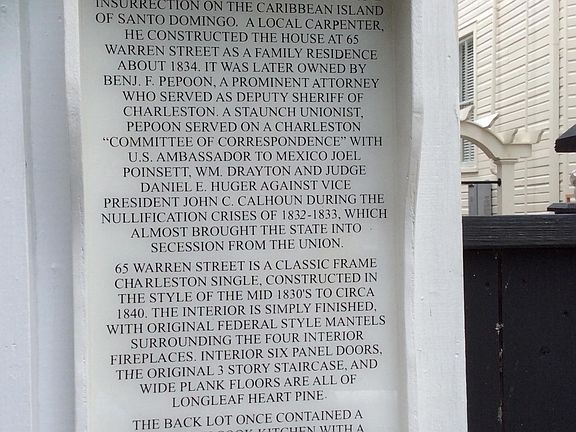 INSURRECTION ON THE CARIBBEAN ISLAND
OF SANTO DOMINGO. A LOCAL CARPENTER,
HE CONSTRUCTED THE HOUSE AT 65
WARREN STREET AS A FAMILY RESIDENCE
ABOUT 1834. IT WAS LATER OWNED BY
BENJ. F. PEPOON, A PROMINENT ATTORNEY
WHO SERVED AS DEPUTY SHERIFF OF
CHARLESTON. A STAUNCH UNIONIST,
PEPOON SERVED ON A CHARLESTON
“COMMITTEE OF CORRESPONDENCE” WITH
U.S. AMBASSADOR TO MEXICO JOEL
POINSETT, WM. DRAYTON AND JUDGE
DANIEL E. HUGER AGAINST VICE
PRESIDENT JOHN C. CALHOUN DURING THE
NULLIFICATION CRISES OF 1832-1833, WHICH
ALMOST BROUGHT THE STATE INTO
SECESSION FROM THE UNION.
65 WARREN STREET IS A CLASSIC FRAME
CHARLESTON SINGLE, CONSTRUCTED IN
THE STYLE OF THE MID 1830'S TO CIRCA
1840. THE INTERIOR IS SIMPLY FINISHED,
WITH ORIGINAL FEDERAL STYLE MANTELS
SURROUNDING THE FOUR INTERIOR
FIREPLACES. INTERIOR SIX PANEL DOORS,
THE ORIGINAL 3 STORY STAIRCASE, AND
WIDE PLANK FLOORS ARE ALL OF
LONGLEAF HEART PINE.
THE BACK LOT ONCE CONTAINED A
KITCHEN WITH A